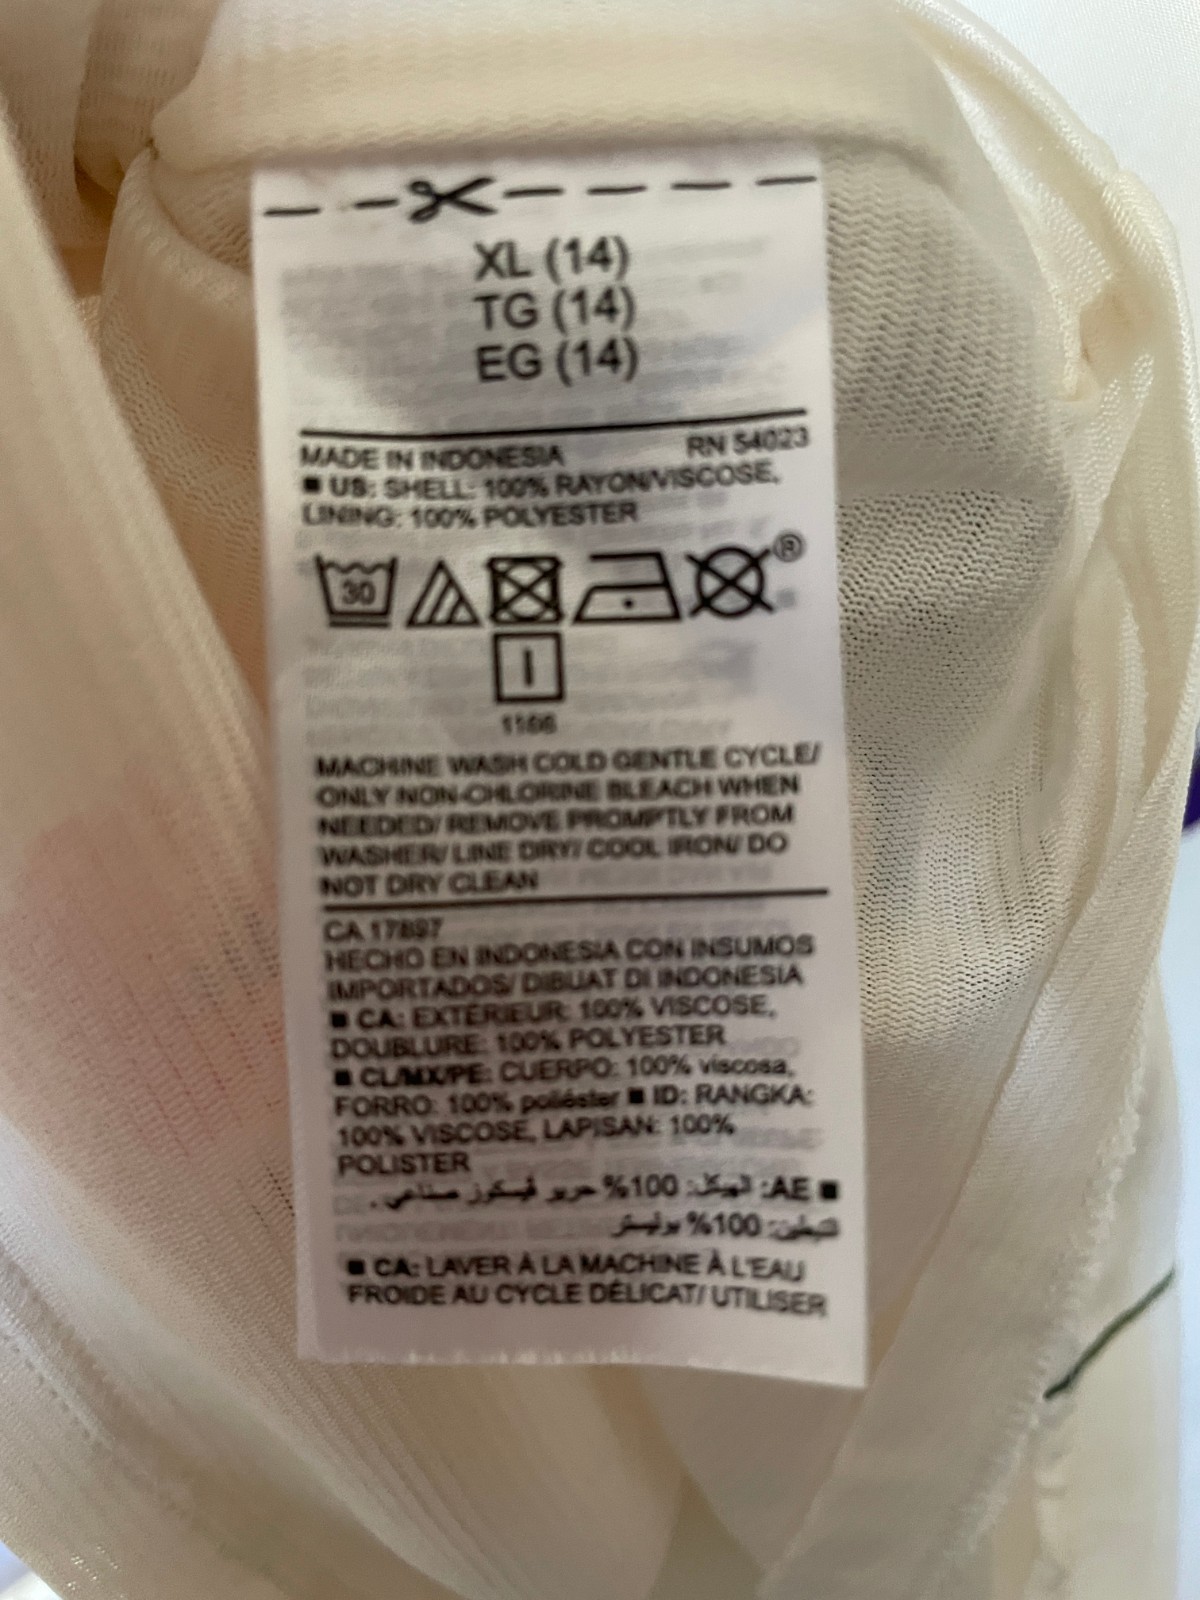 XL (14)
TG (14)
EG (14)
MADE IN INDONESIA RN 54023
■ US: SHELL: 100% RAYON/VISCOSE,
LINING: 100% POLYESTER
30 ®
1166
MACHINE WASH COLD GENTLE CYCLE/
ONLY NON-CHLORINE BLEACH WHEN
NEEDED/ REMOVE PROMPTLY FROM
WASHER/ LINE DRY/ COOL IRON/ DO
NOT DRY CLEAN
CA 17897
HECHO EN INDONESIA CON INSUMOS
IMPORTADOS/ DIBUAT DI INDONESIA
■ CA: EXTÉRIEUR: 100% VISCOSE,
DOUBLURE: 100% POLYESTER
■ CL/MX/PE: CUERPO: 100% viscosa,
FORRO: 100% poliéster ■ ID: RANGKA:
100% VISCOSE, LAPISAN: 100%
POLISTER
■ AE: الهيكل: 100% حرير فيسكوز صناعي.
تبطين: 100% بوليستر
■ CA: LAVER À LA MACHINE À L'EAU
FROIDE AU CYCLE DÉLICAT/ UTILISER